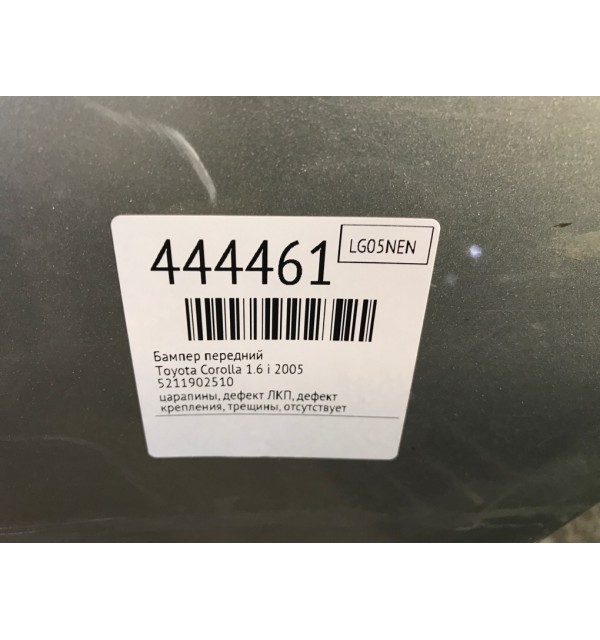 444461
LG05NEN
Бампер передний
Toyota Corolla 1.6 i 2005
5211902510
царапины, дефект ЛКП, дефект
крепления, трещины, отсутствует